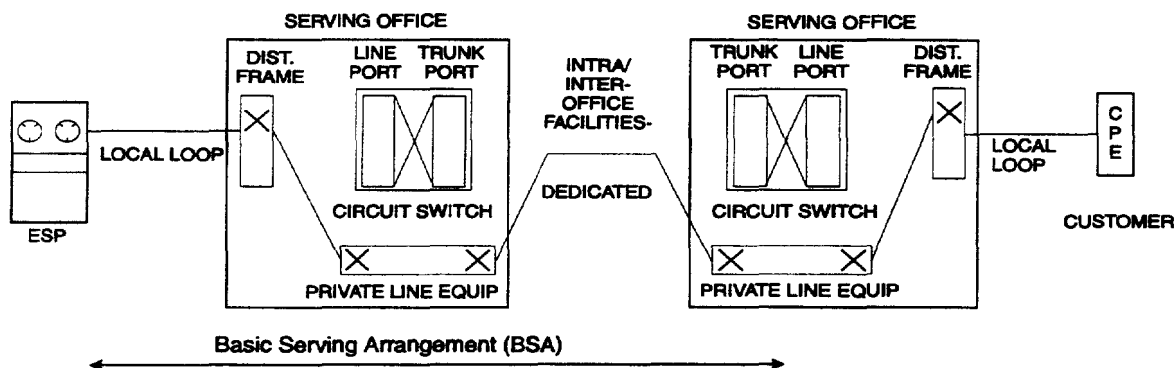 SERVING OFFICE
DIST.
FRAME
LINE
PORT
TRUNK
PORT
CIRCUIT SWITCH
PRIVATE LINE EQUIP
LOCAL LOOP
ESP
INTRA/
INTER-
OFFICE
FACILITIES-
DEDICATED
SERVING OFFICE
TRUNK
PORT
LINE
PORT
DIST.
FRAME
CIRCUIT SWITCH
PRIVATE LINE EQUIP
LOCAL
LOOP
C
P
E
CUSTOMER
Basic Serving Arrangement (BSA)